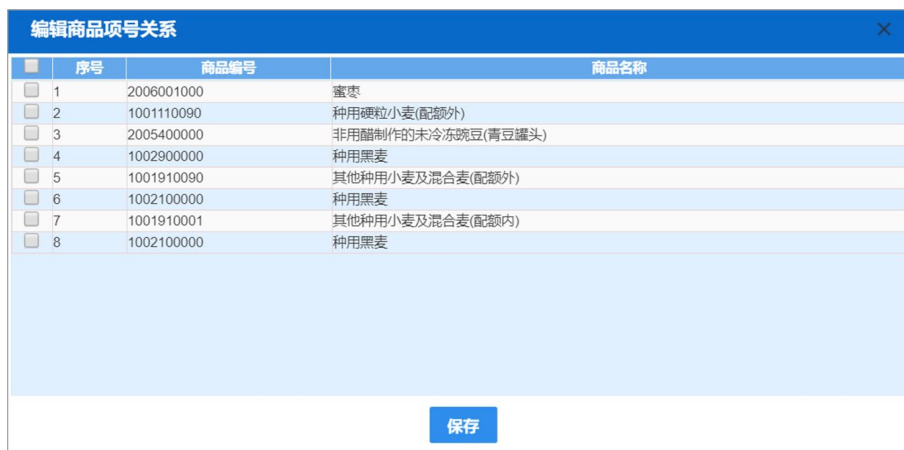 编辑商品项号关系
序号 商品编号 商品名称
1 2006001000 蜜枣
2 1001110090 种用硬粒小麦(配额外)
3 2005400000 非用醋制作的未冷冻豌豆(青豆罐头)
4 1002900000 种用黑麦
5 1001910090 其他种用小麦及混合麦(配额外)
6 1002100000 种用黑麦
7 1001910001 其他种用小麦及混合麦(配额内)
8 1002100000 种用黑麦
保存